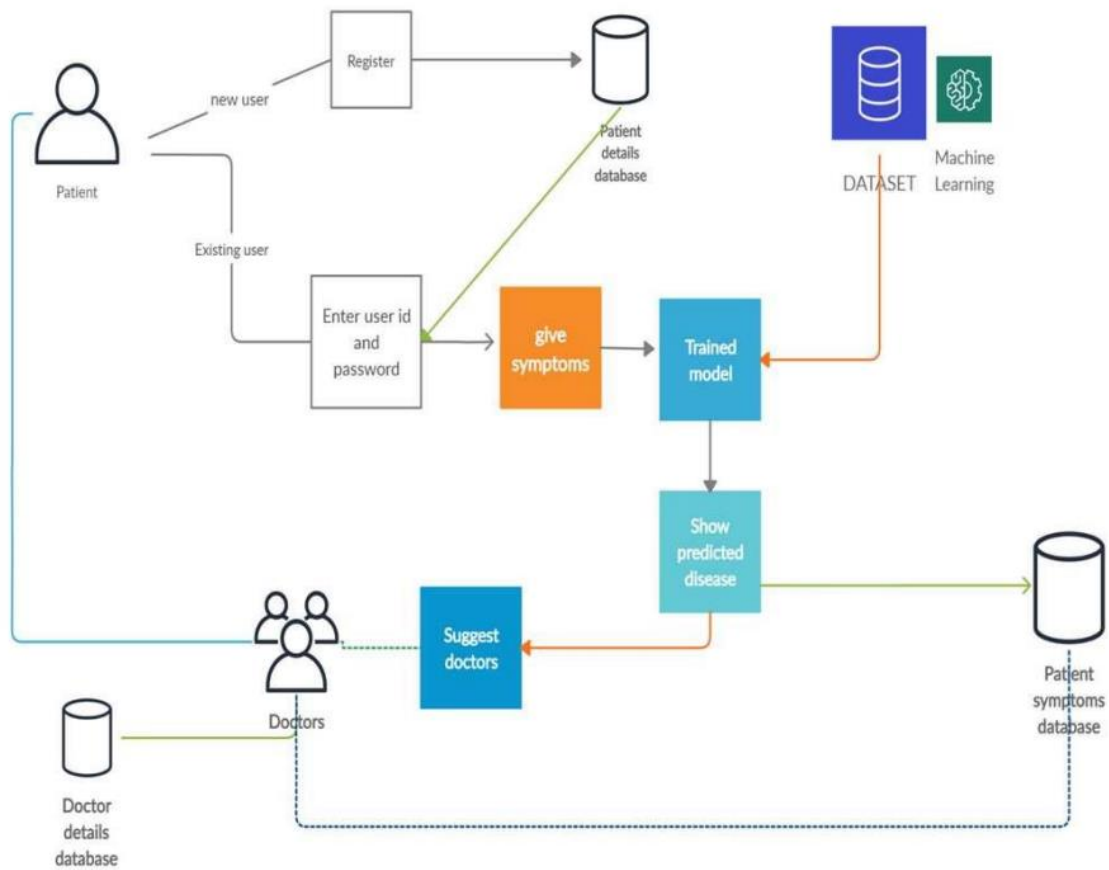 Register
new user
Patient
Patient
details
database
DATASET
Machine
Learning
Existing user
Enter user id
and
password
give
symptoms
Trained
model
Show
predicted
disease
Suggest
doctors
Doctors
Patient
symptoms
database
Doctor
details
database